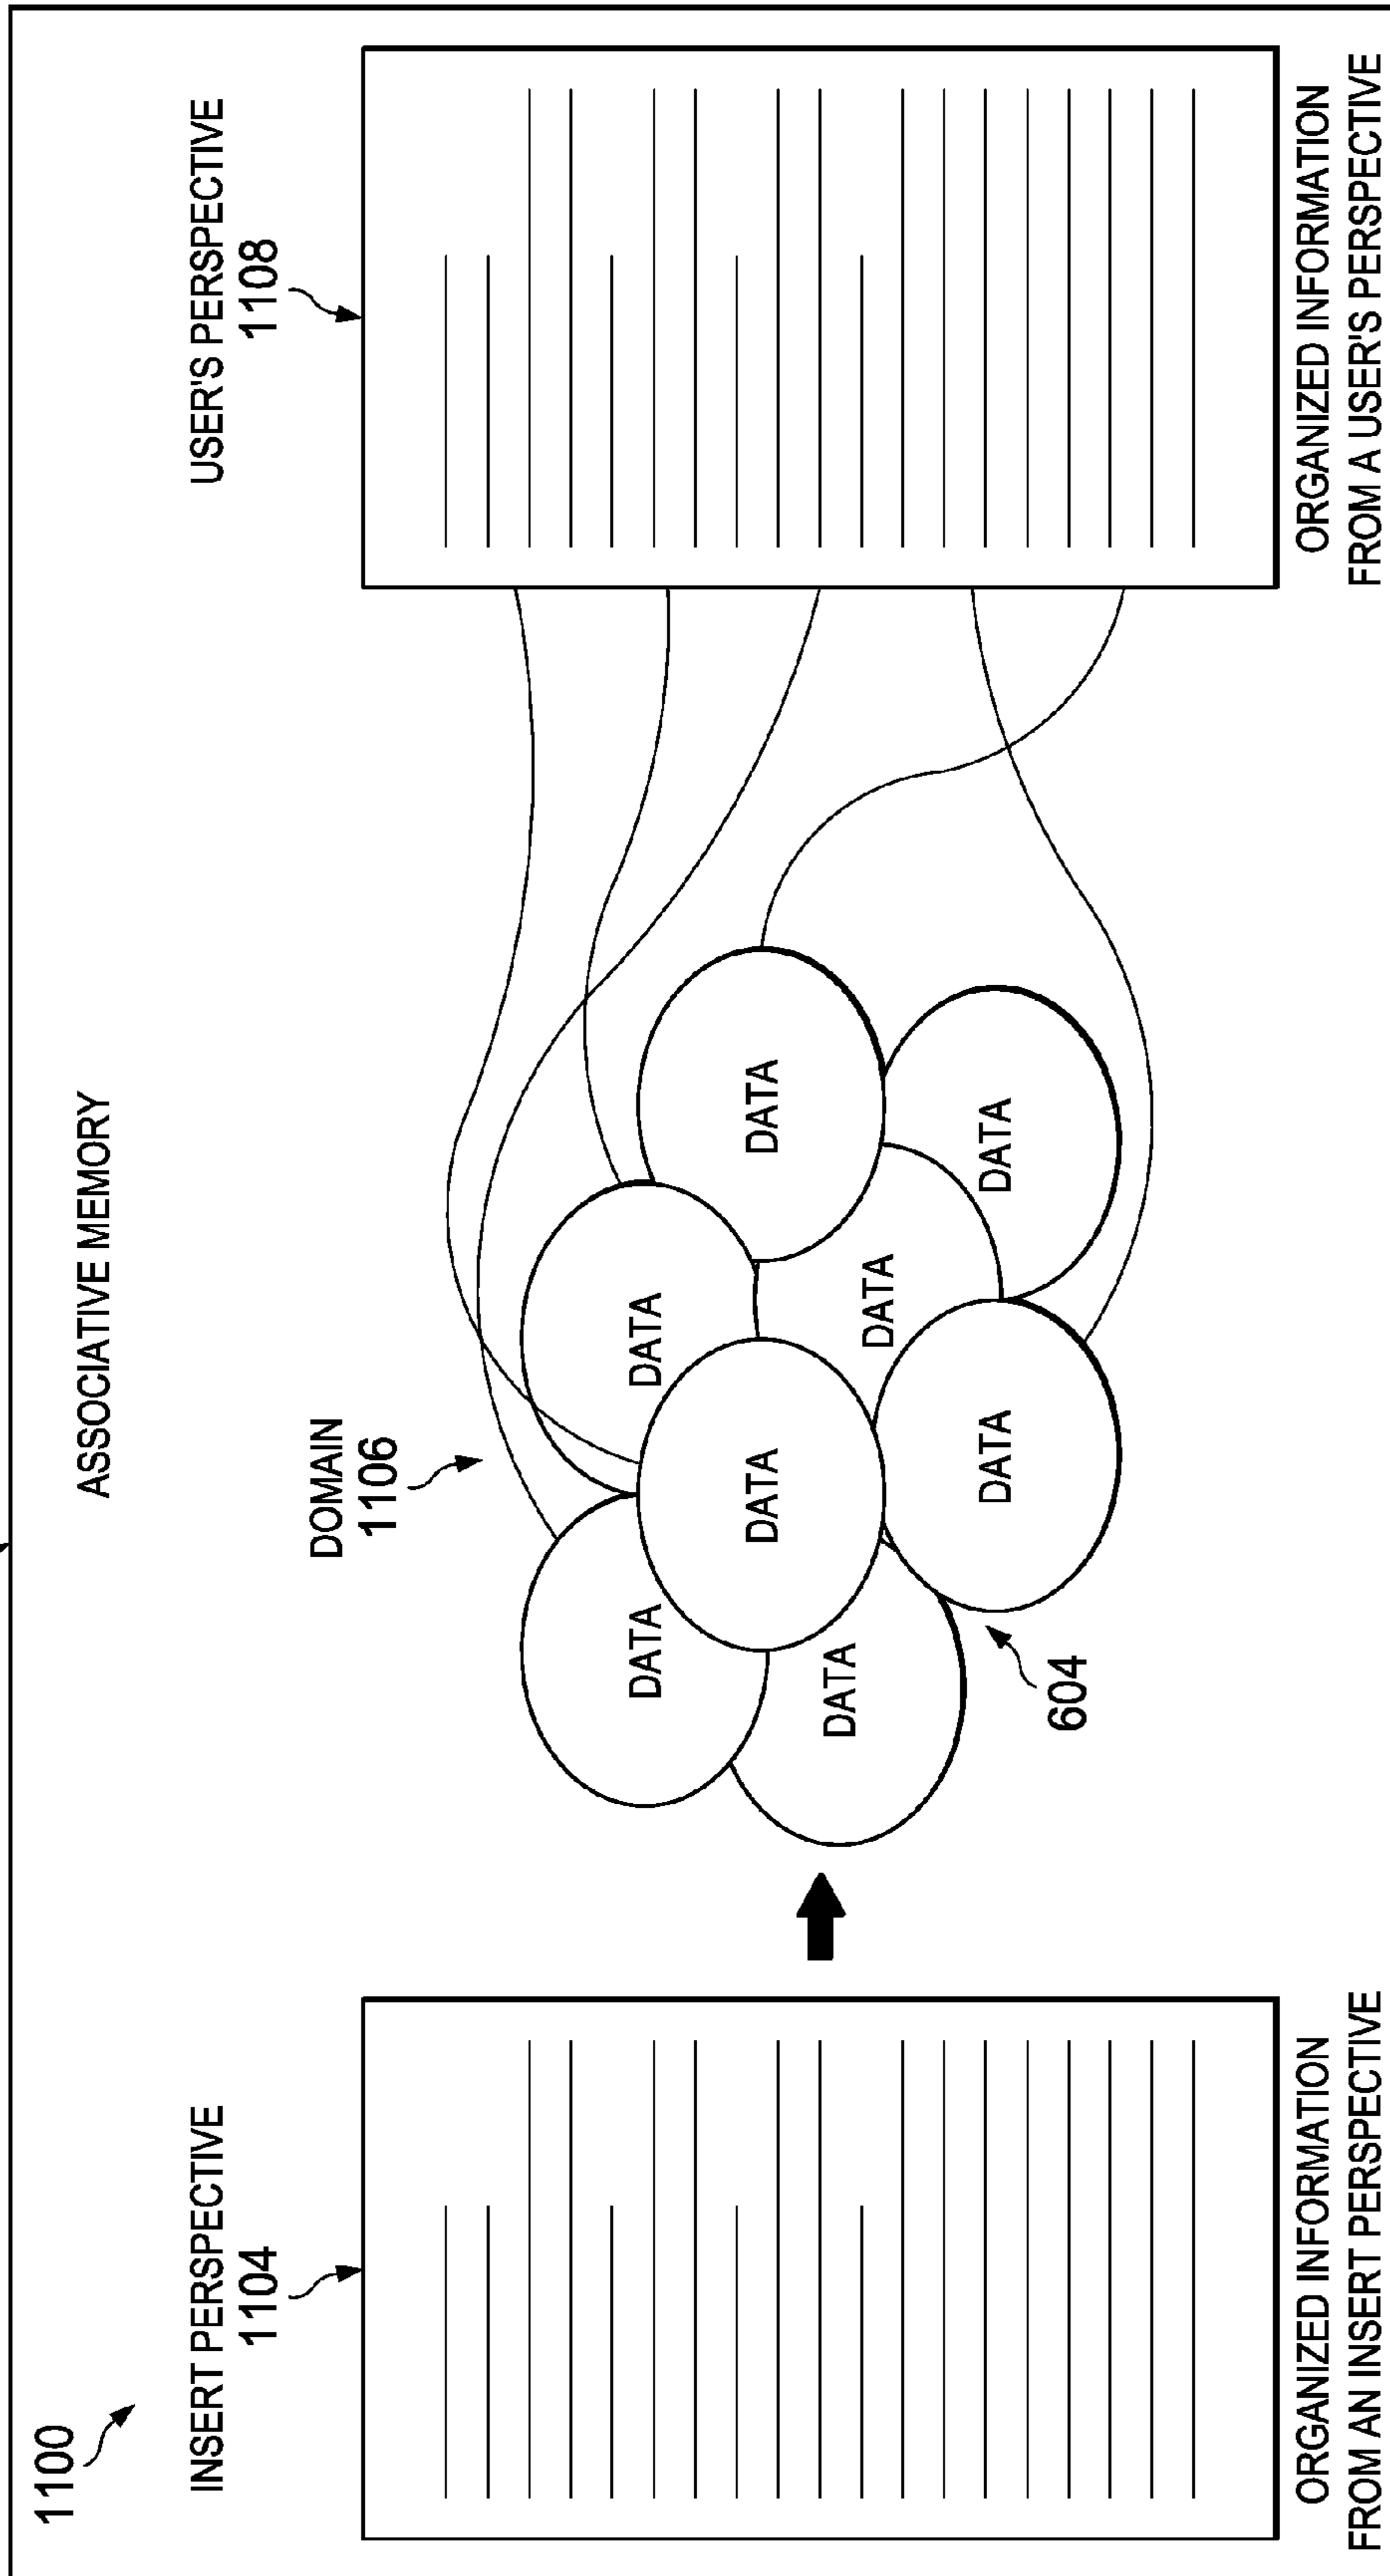 1100
ASSOCIATIVE MEMORY
INSERT PERSPECTIVE
1104
ORGANIZED INFORMATION
FROM AN INSERT PERSPECTIVE
DOMAIN
1106
DATA
DATA
DATA
DATA
DATA
DATA
DATA
DATA
604
USER'S PERSPECTIVE
1108
ORGANIZED INFORMATION
FROM A USER'S PERSPECTIVE